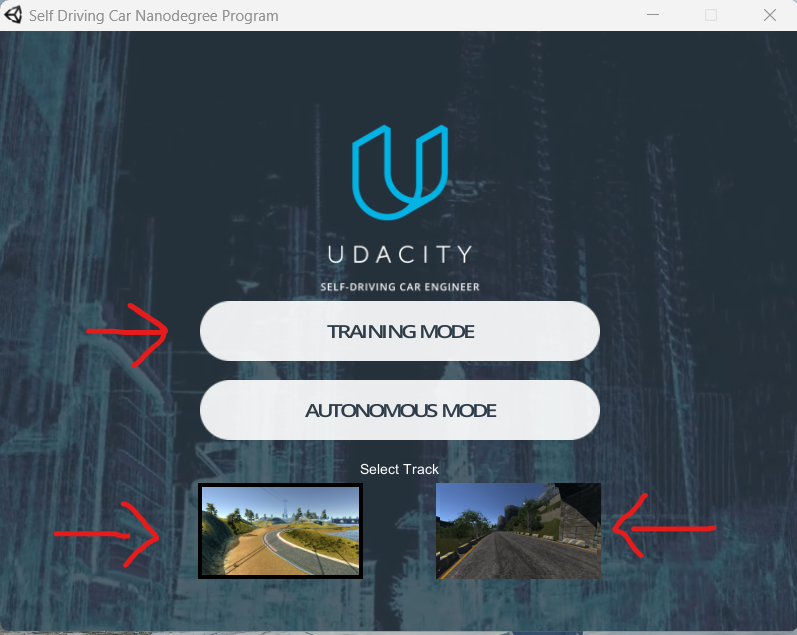 Self Driving Car Nanodegree Program
UDACITY
SELF-DRIVING CAR ENGINEER
TRAINING MODE
AUTONOMOUS MODE
Select Track